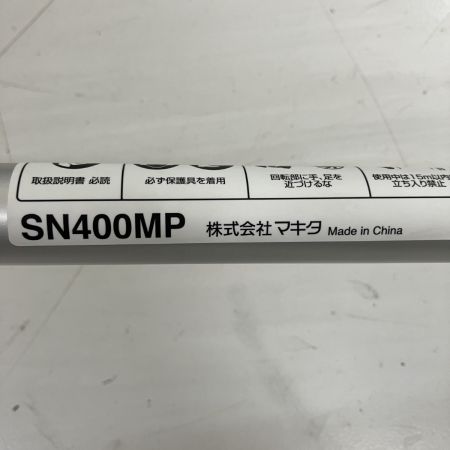 取扱説明書 必読
必ず保護具を着用
回転部に手、足を
近づけるな
使用中は15m以内
立ち入り禁止
SN400MP 株式会社 マキタ Made in China